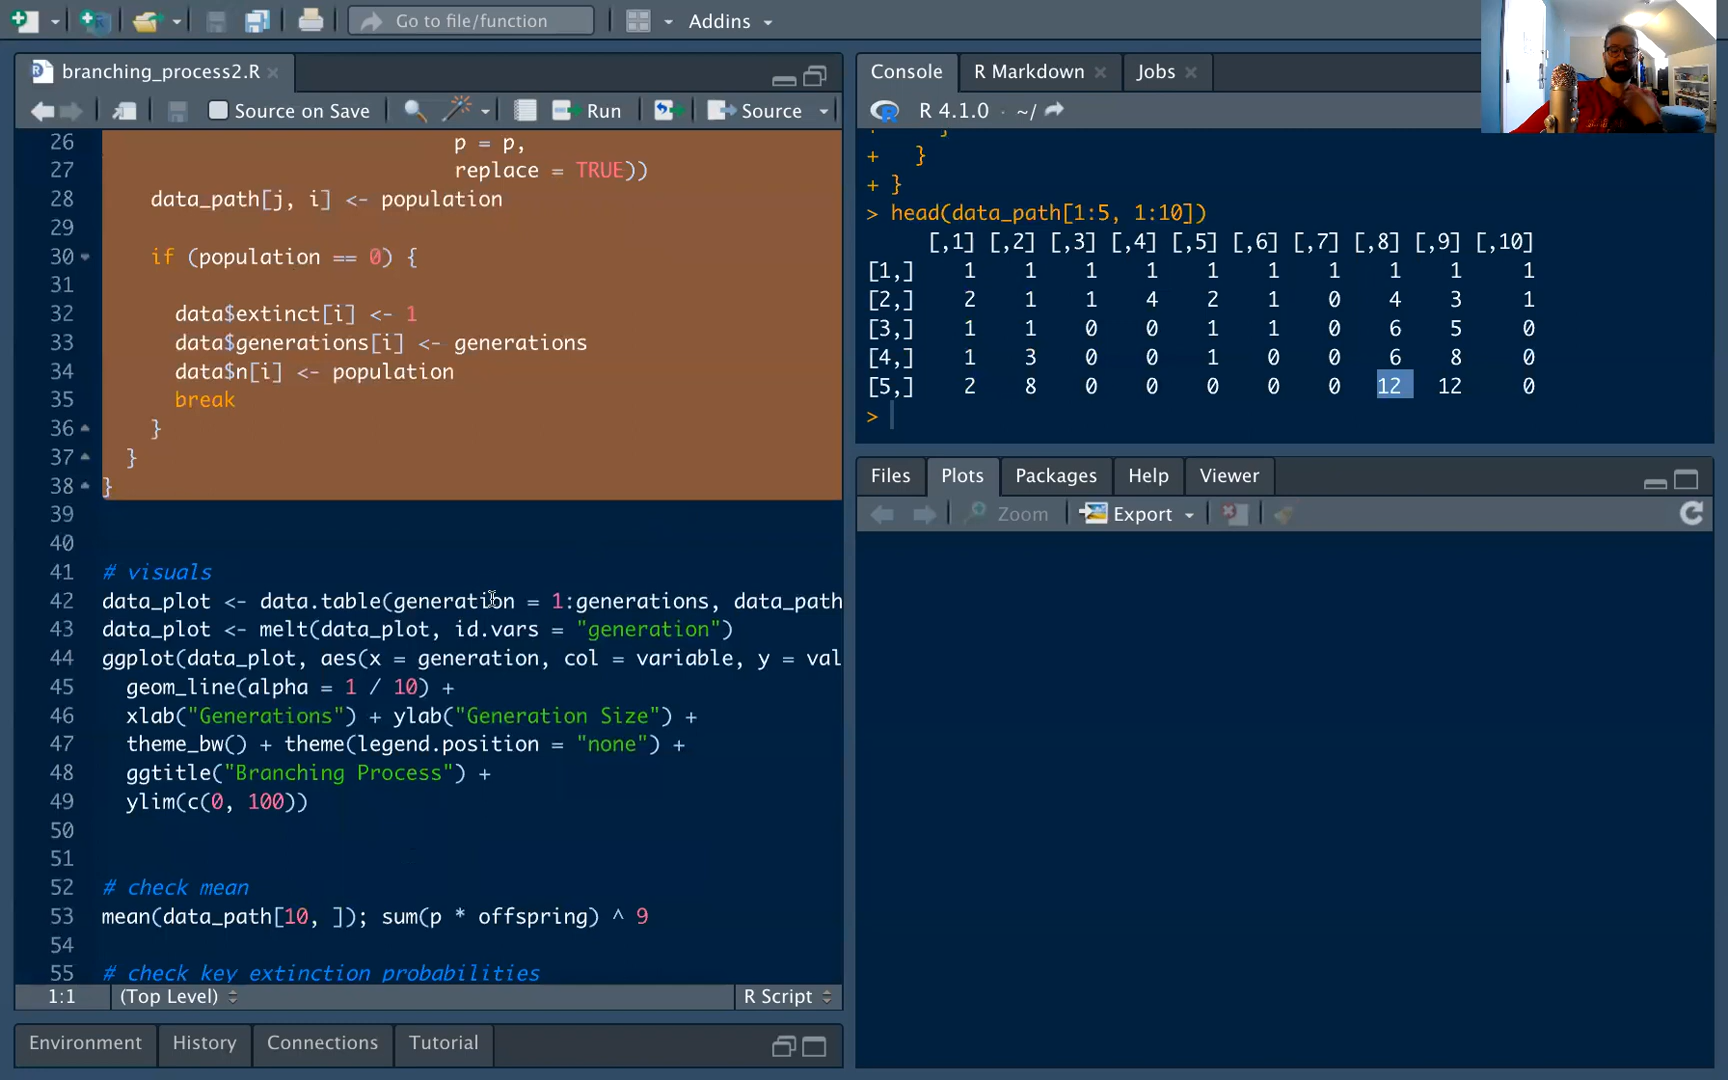 Go to file/function
Addins
branching_process2.R
Source on Save
Run
Source
26 p = p,
27 replace = TRUE))
28 data_path[j, i] <- population
29
30 if (population == 0) {
31
32 data$extinct[i] <- 1
33 data$generations[i] <- generations
34 data$n[i] <- population
35 break
36 }
37 }
38 }
39
40
41 # visuals
42 data_plot <- data.table(generation = 1:generations, data_path
43 data_plot <- melt(data_plot, id.vars = "generation")
44 ggplot(data_plot, aes(x = generation, col = variable, y = val
45 geom_line(alpha = 1 / 10) +
46 xlab("Generations") + ylab("Generation Size") +
47 theme_bw() + theme(legend.position = "none") +
48 ggtitle("Branching Process") +
49 ylim(c(0, 100))
50
51
52 # check mean
53 mean(data_path[10, ]); sum(p * offspring) ^ 9
54
55 # check key extinction probabilities
1:1 (Top Level) R Script
Environment History Connections Tutorial
Console R Markdown Jobs
R 4.1.0 · ~/
+ }
+ }
> head(data_path[1:5, 1:10])
[,1] [,2] [,3] [,4] [,5] [,6] [,7] [,8] [,9] [,10]
[1,] 1 1 1 1 1 1 1 1 1 1
[2,] 2 1 1 4 2 1 0 4 3 1
[3,] 1 1 0 0 1 1 0 6 5 0
[4,] 1 3 0 0 1 0 0 6 8 0
[5,] 2 8 0 0 0 0 0 12 12 0
>
Files Plots Packages Help Viewer
Zoom Export